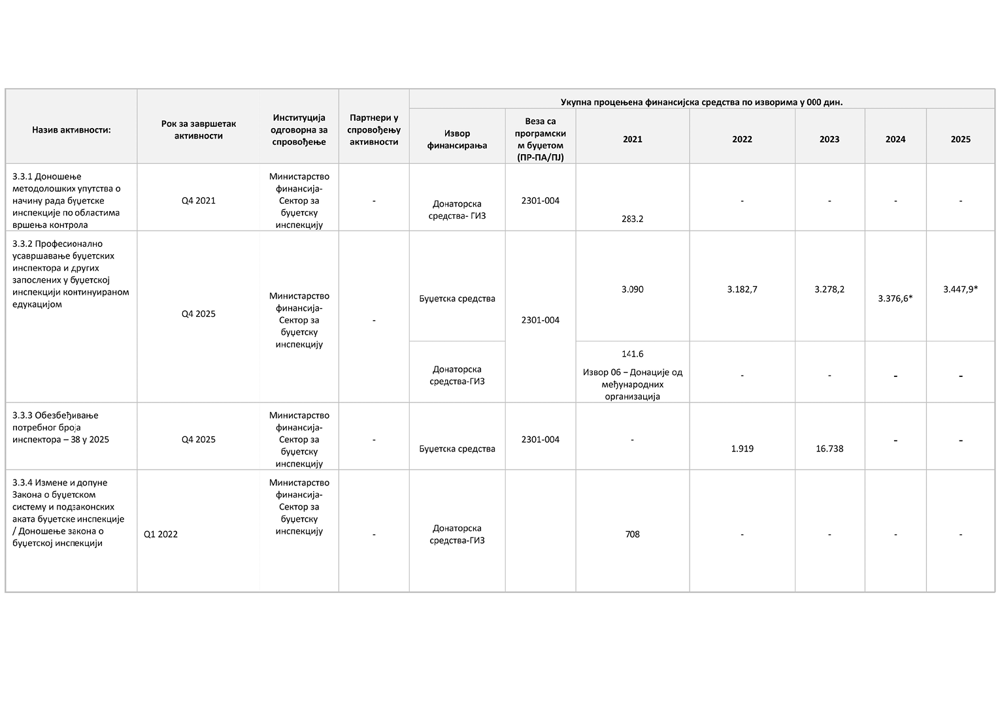 Назив активности:
Рок за завршетак
активности
Институција
одговорна за
спровођење
Партнери у
спровођењу
активности
Укупна процењена финансијска средства по изворима у 000 дин.
Извор
финансирања
Веза са
програмски
м буџетом
(ПР-ПА/ПЈ)
2021
2022
2023
2024
2025
3.3.1 Доношење
методолошких упутства о
начину рада буџетске
инспекције по областима
вршења контрола
Q4 2021
Министарство
финансија-
Сектор за
буџетску
инспекцију
-
Донаторска
средства- ГИЗ
2301-004
283.2
-
-
-
-
3.3.2 Професионално
усавршавање буџетских
инспектора и других
запослених у буџетској
инспекцији континуираном
едукацијом
Q4 2025
Министарство
финансија-
Сектор за
буџетску
инспекцију
-
Буџетска средства
2301-004
3.090
3.182,7
3.278,2
3.376,6*
3.447,9*
Донаторска
средства-ГИЗ
141.6
Извор 06 – Донације од
међународних
организација
-
-
-
-
3.3.3 Обезбеђивање
потребног броја
инспектора – 38 у 2025
Q4 2025
Министарство
финансија-
Сектор за
буџетску
инспекцију
-
Буџетска средства
2301-004
-
1.919
16.738
-
-
3.3.4 Измене и допуне
Закона о буџетском
систему и подзаконских
аката буџетске инспекције
/ Доношење закона о
буџетској инспекцији
Q1 2022
Министарство
финансија-
Сектор за
буџетску
инспекцију
-
Донаторска
средства-ГИЗ
708
-
-
-
-